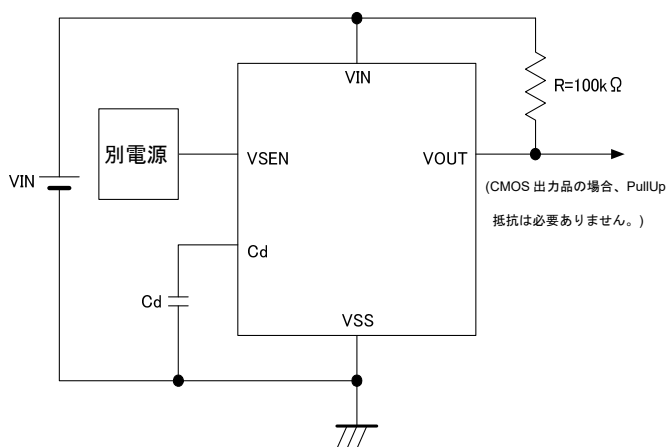 VIN
R=100kΩ
別電源
VSEN
VOUT
VIN
(CMOS 出力品の場合、PullUp
抵抗は必要ありません。)
Cd
Cd
VSS